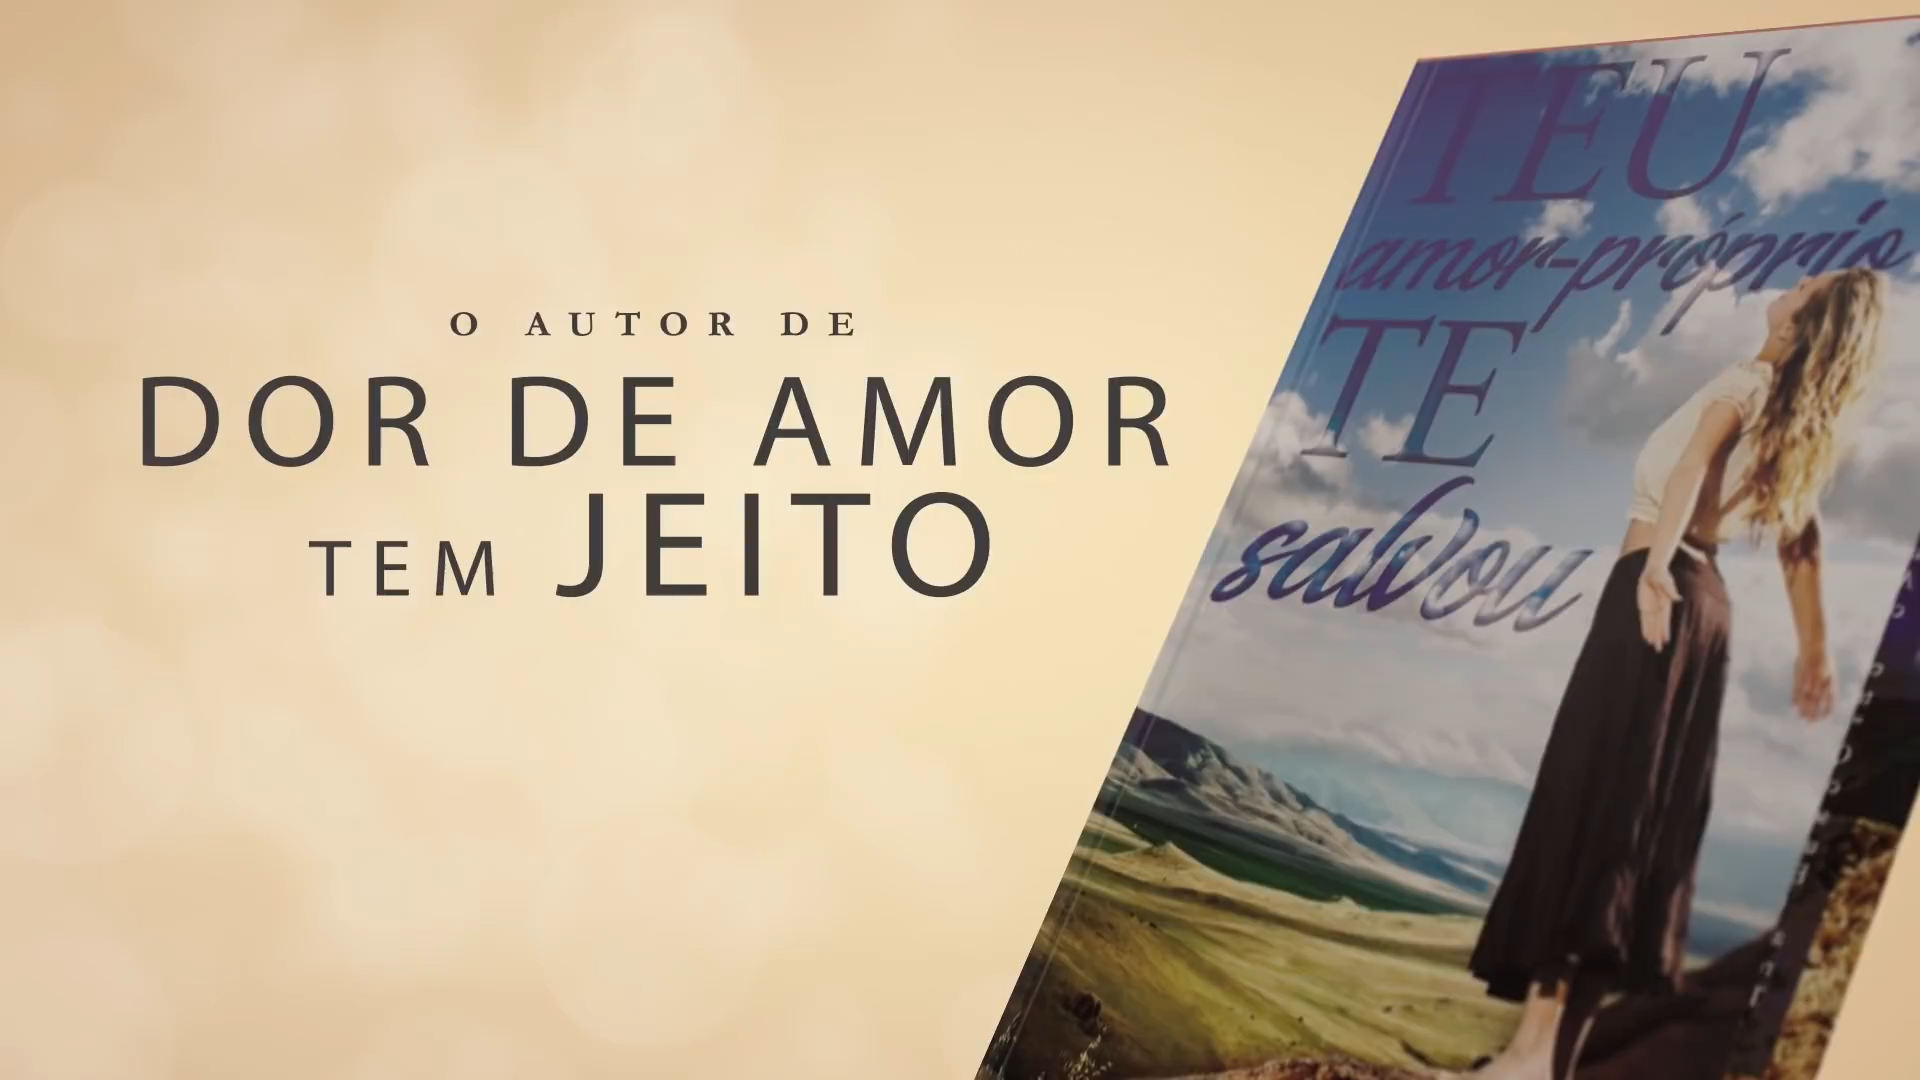 O AUTOR DE
DOR DE AMOR
TEM JEITO
TEU
amor-próprio
TE
salvou